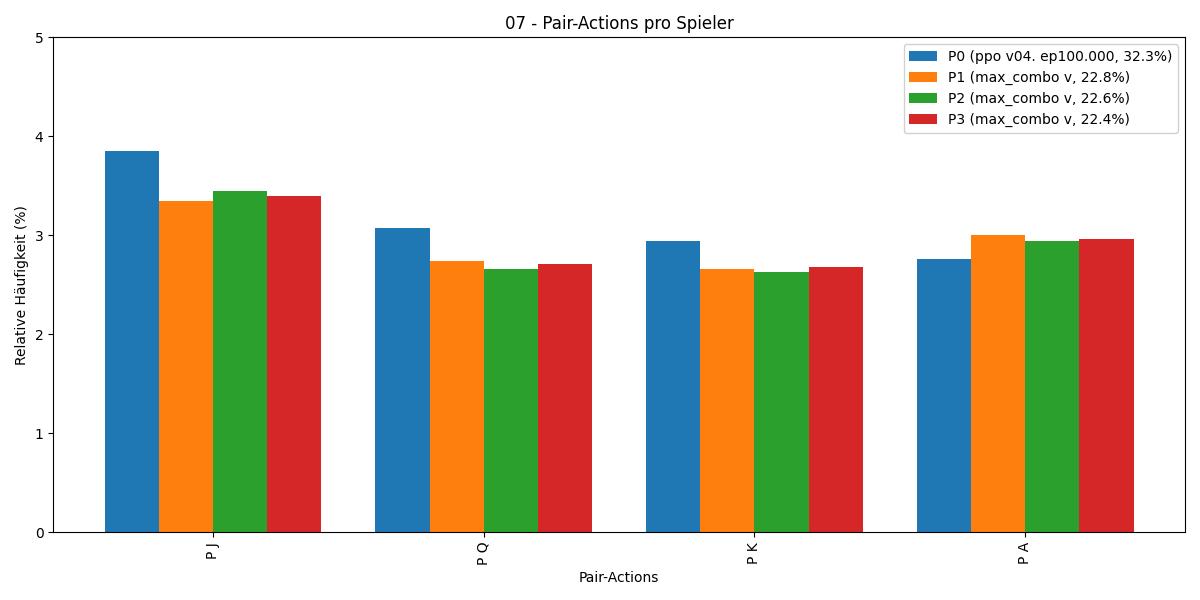 07 - Pair-Actions pro Spieler
P0 (ppo v04. ep100.000, 32.3%)
P1 (max_combo v, 22.8%)
P2 (max_combo v, 22.6%)
P3 (max_combo v, 22.4%)
Relative Häufigkeit (%)
5
4
3
2
1
0
P J
P Q
P K
P A
Pair-Actions